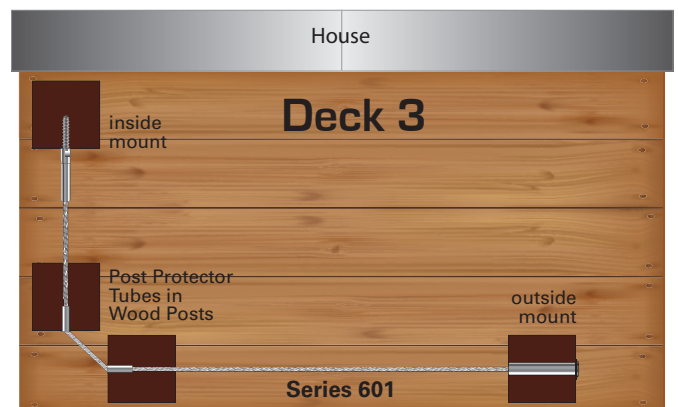 House
Deck 3
inside
mount
Post Protector
Tubes in
Wood Posts
outside
mount
Series 601